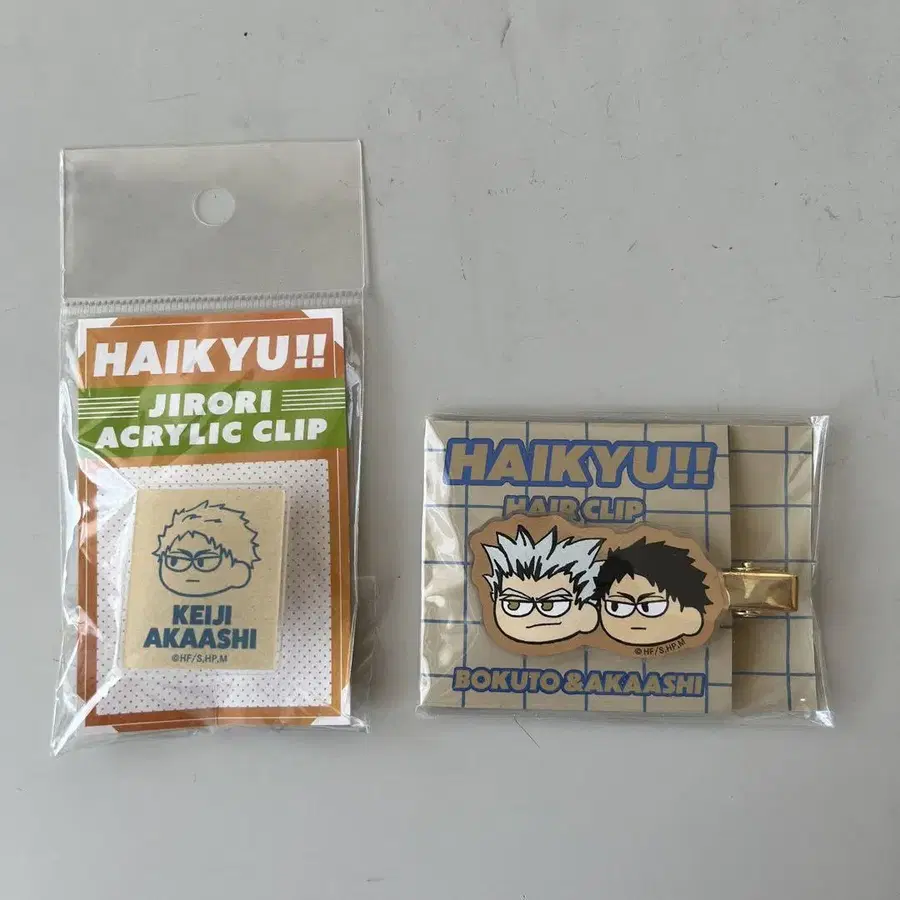 HAIKYU!!
JIRORI
ACRYLIC CLIP
KEIJI
AKAASHI
©HF/S,HP,M
HAIKYU!!
HAIR CLIP
©HF/S,HP,M
BOKUTO & AKAASHI